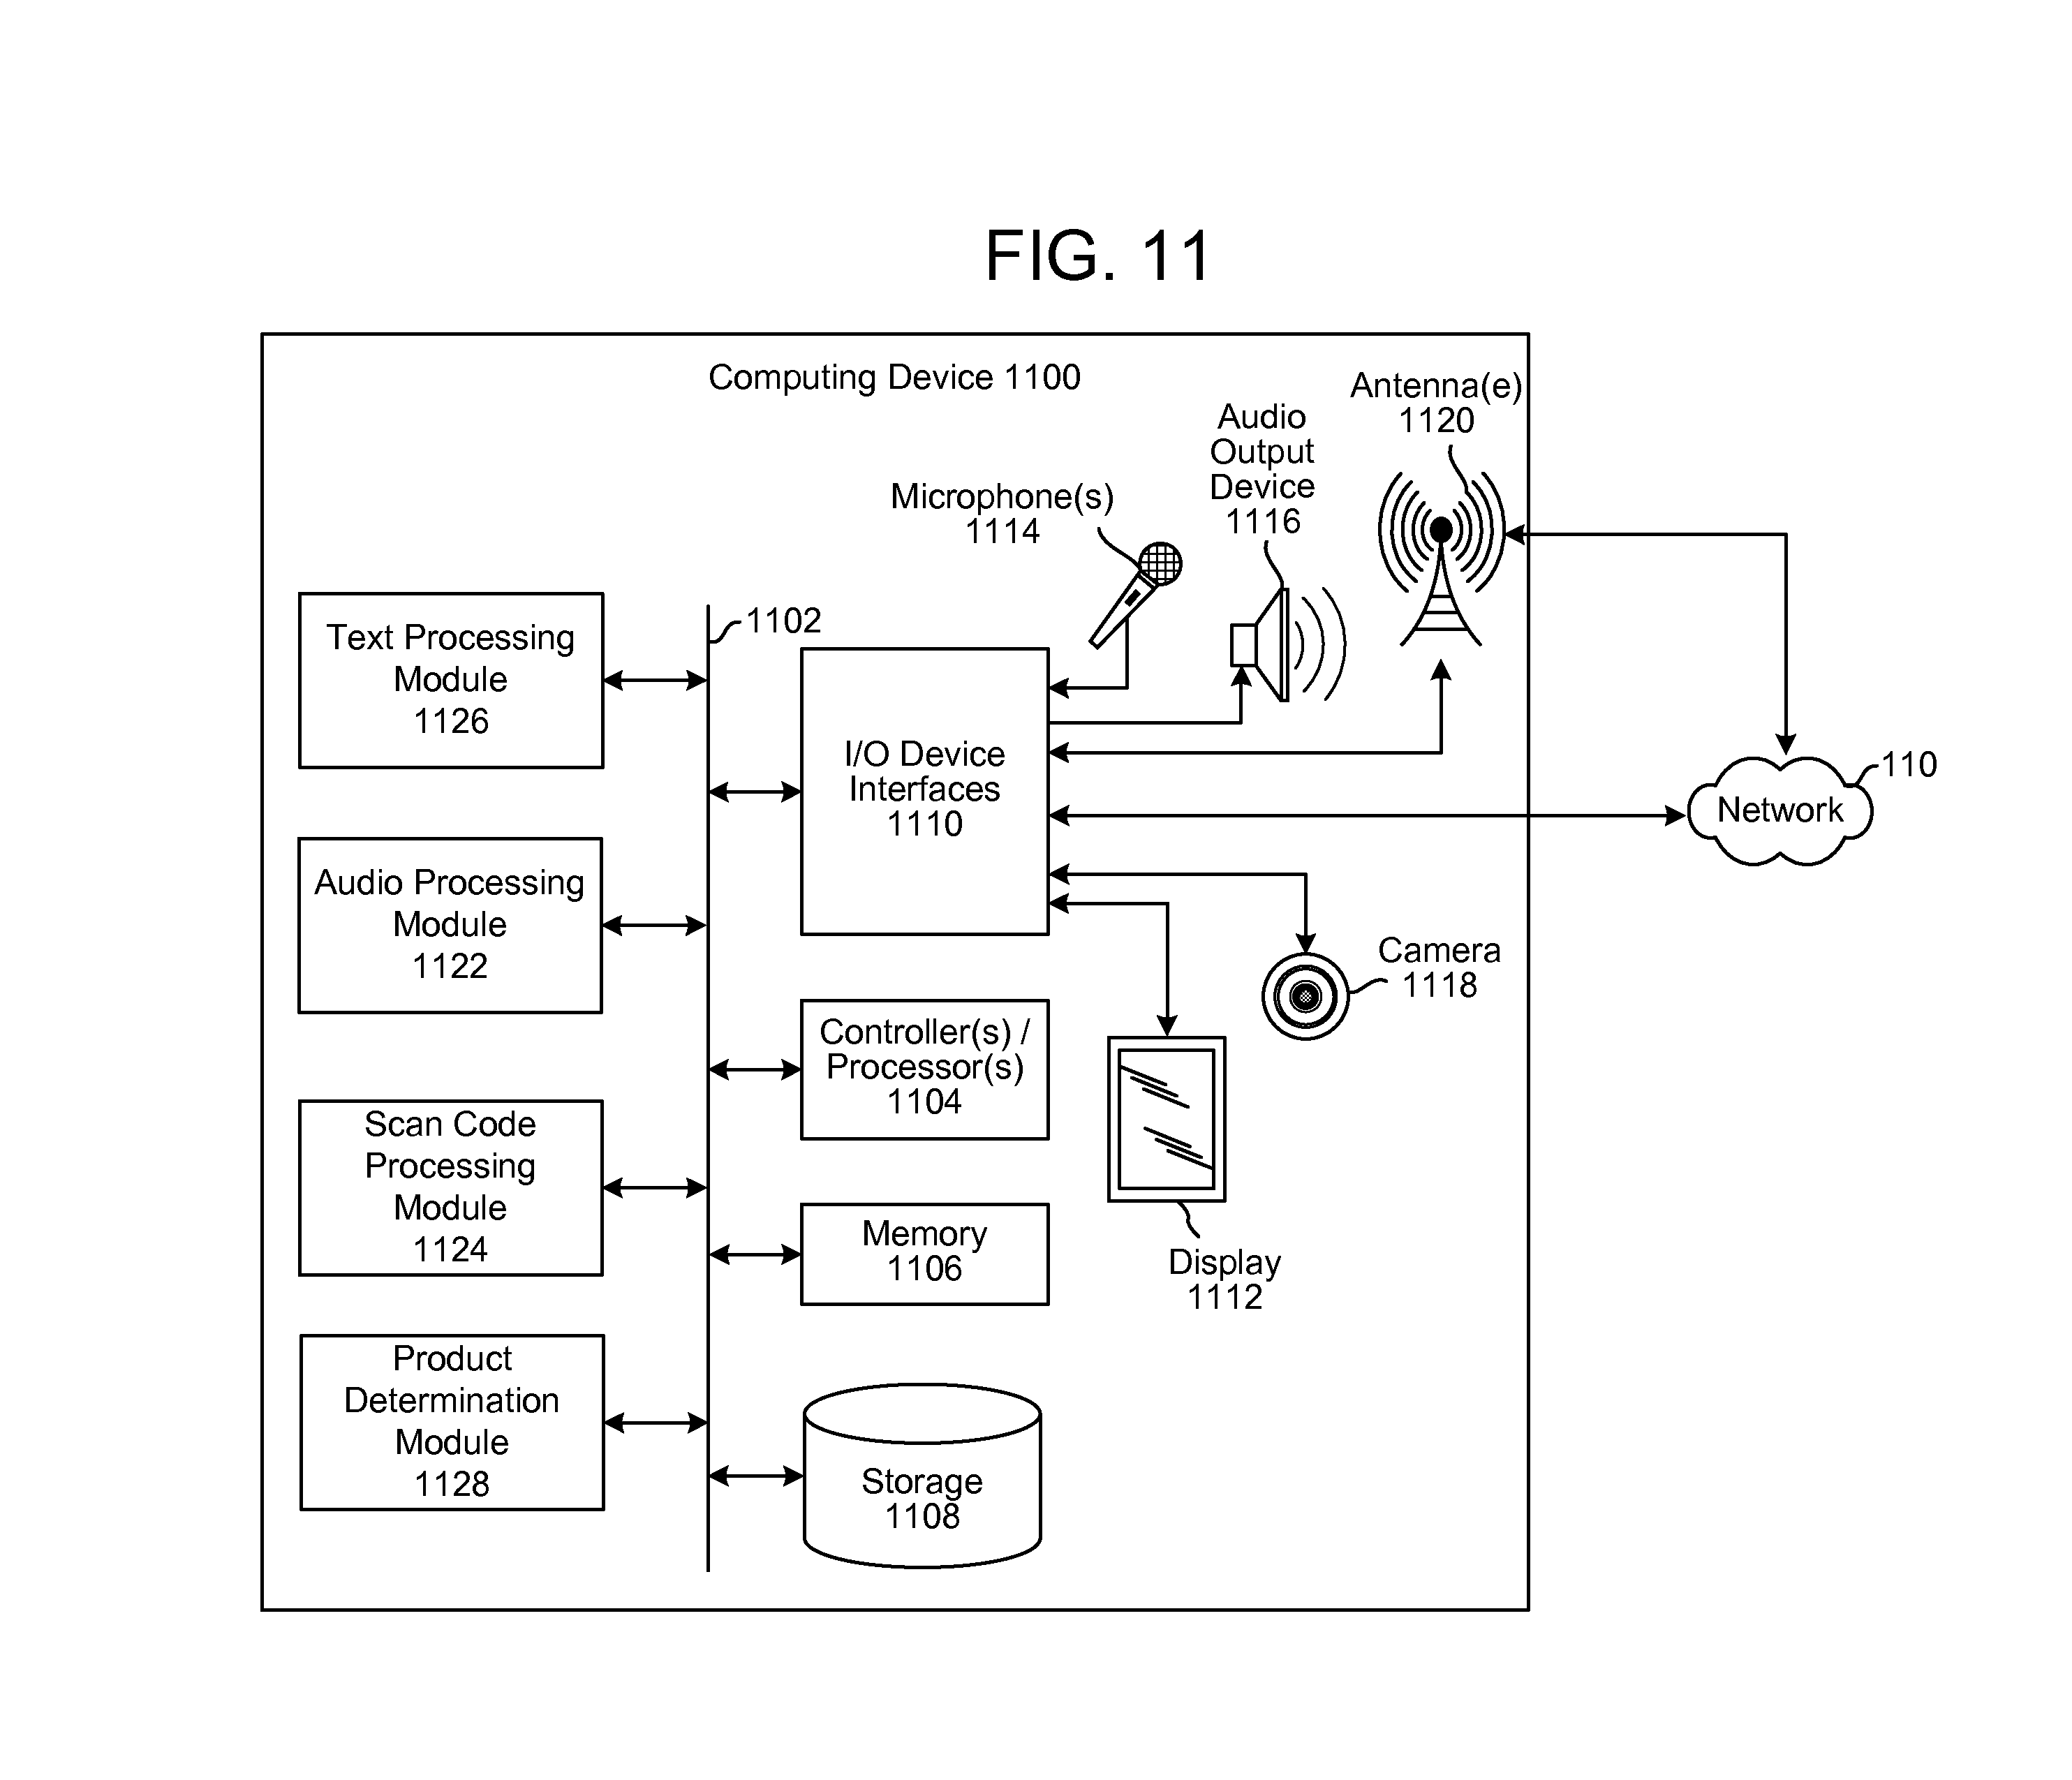 FIG. 11
Computing Device 1100
Antenna(e)
1120
Audio
Output
Device
1116
Microphone(s)
1114
1102
Text Processing
Module
1126
I/O Device
Interfaces
1110
110
Network
Audio Processing
Module
1122
Camera
1118
Controller(s) /
Processor(s)
1104
Scan Code
Processing
Module
1124
Memory
1106
Display
1112
Product
Determination
Module
1128
Storage
1108